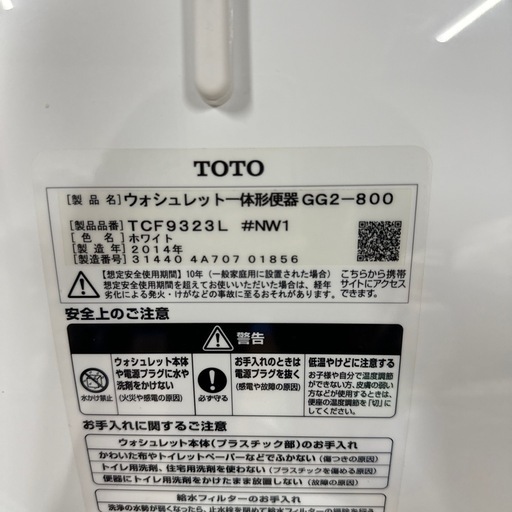 TOTO
[製品名] ウォシュレット一体形便器 GG2-800
[製品品番] TCF9323L #NW1
[色名] ホワイト
[製造年] 2014年
[製造番号] 31440 4A707 01856
【想定安全使用期間】10年(一般家庭用に設置された場合)
想定安全使用期間を超えてお使いいただいた場合は、経年
劣化による発火・けがなどの事故に至るおそれがあります。
こちらから携帯
サイトにアクセス
できます。
安全上のご注意
警告
ウォシュレット本体
や電源プラグに水や
洗剤をかけない
(火災や感電の原因)
水かけ禁止
お手入れのときは
電源プラグを抜く
(感電や故障の原因)
必ず守る
低温やけどに注意する
お子様や自分で温度調節
ができない方、皮膚の弱い
方などが使用するときは、
便座の温度調節を「切」に
してください。
お手入れに関するご注意
ウォシュレット本体(プラスチック部)のお手入れ
かわいた布やトイレットペーパーなどでふかない(傷つきの原因)
トイレ用洗剤、住宅用洗剤を使わない(プラスチックを傷める原因)
便器にトイレ用洗剤をかけたまま放置しない(故障の原因)
給水フィルターのお手入れ